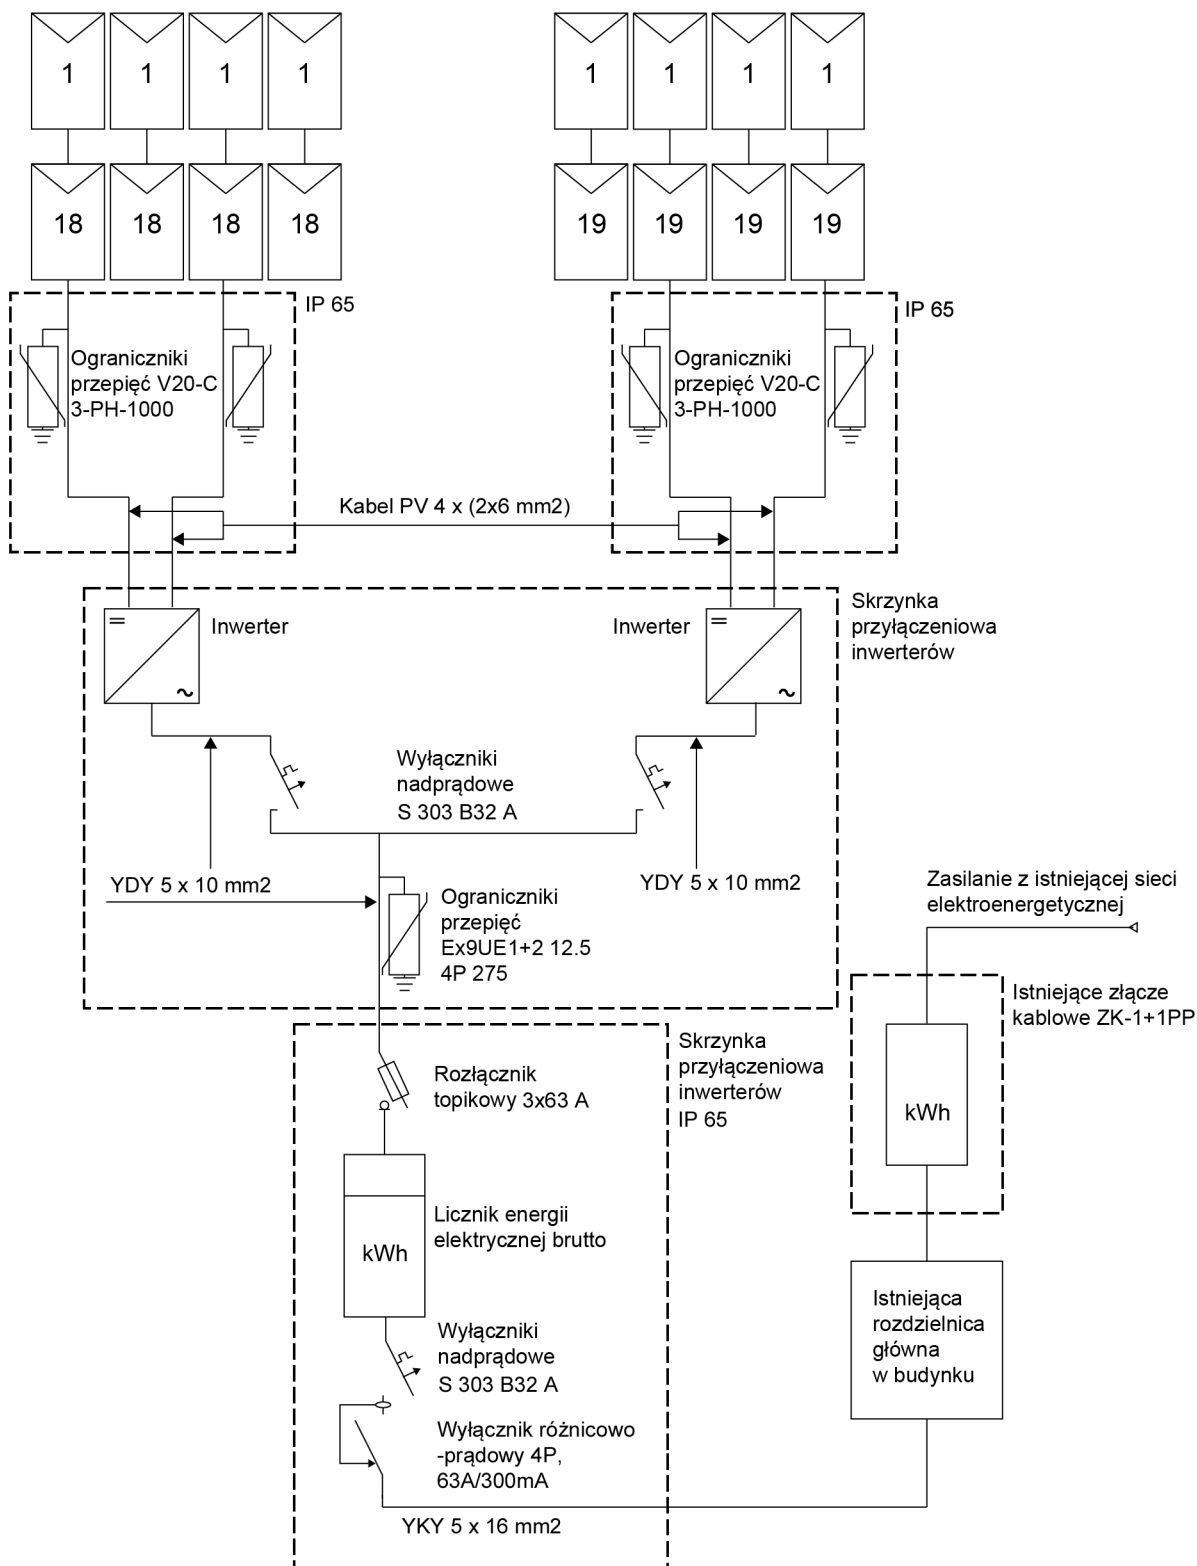 1 1 1 1
1 1 1 1
18 18 18 18
19 19 19 19
IP 65
IP 65
Ograniczniki
przepięć V20-C
3-PH-1000
Ograniczniki
przepięć V20-C
3-PH-1000
Kabel PV 4 x (2x6 mm2)
Inwerter
Inwerter
Skrzynka
przyłączeniowa
inwerterów
Wyłączniki
nadprądowe
S 303 B32 A
YDY 5 x 10 mm2
YDY 5 x 10 mm2
Ograniczniki
przepięć
Ex9UE1+2 12.5
4P 275
Zasilanie z istniejącej sieci
elektroenergetycznej
Istniejące złącze
kablowe ZK-1+1PP
kWh
Skrzynka
przyłączeniowa
inwerterów
IP 65
Rozłącznik
topikowy 3x63 A
Licznik energii
elektrycznej brutto
kWh
Istniejąca
rozdzielnica
główna
w budynku
Wyłączniki
nadprądowe
S 303 B32 A
Wyłącznik różnicowo
-prądowy 4P,
63A/300mA
YKY 5 x 16 mm2